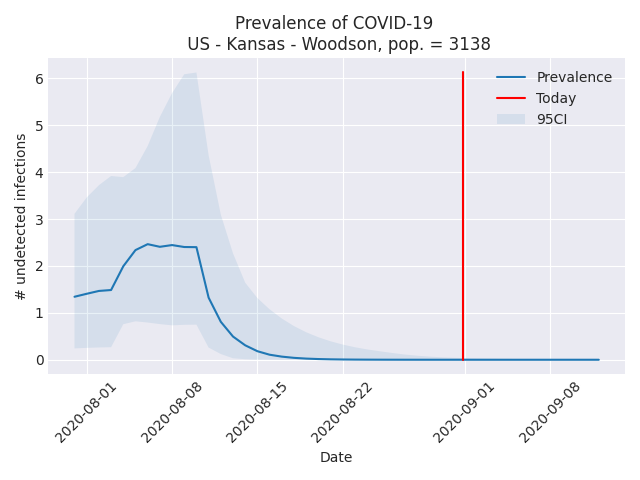 Prevalence of COVID-19
US - Kansas - Woodson, pop. = 3138
Prevalence
Today
95CI
# undetected infections
6
5
4
3
2
1
0
2020-08-01
2020-08-08
2020-08-15
2020-08-22
2020-09-01
2020-09-08
Date